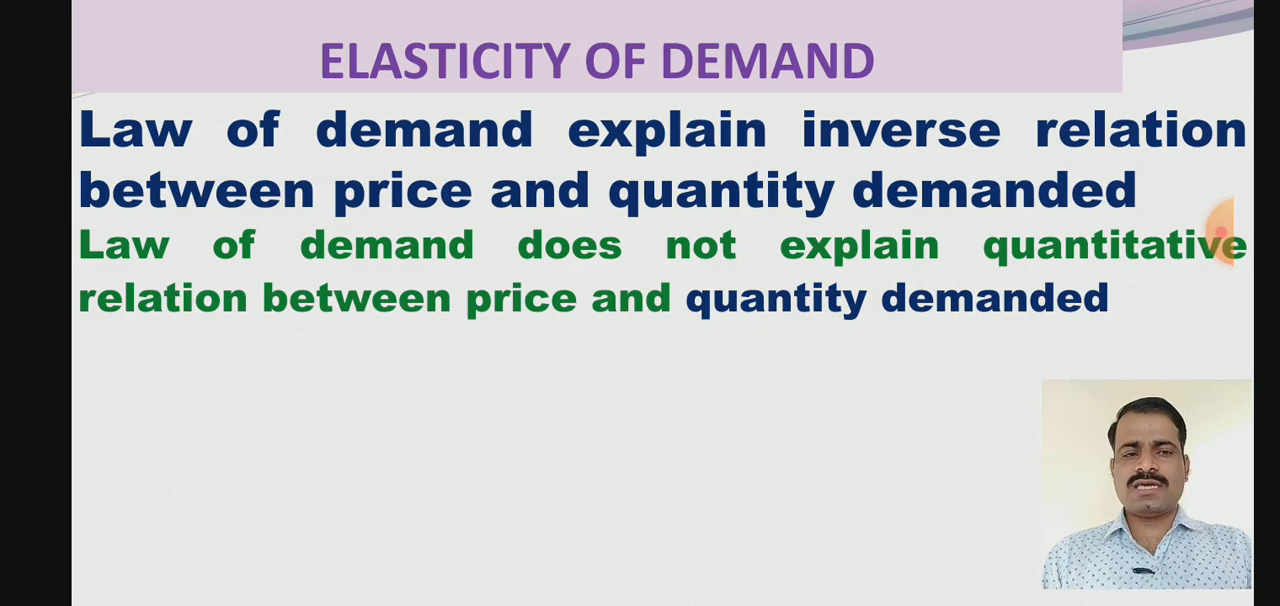 ELASTICITY OF DEMAND
Law of demand explain inverse relation
between price and quantity demanded
Law of demand does not explain quantitative
relation between price and quantity demanded